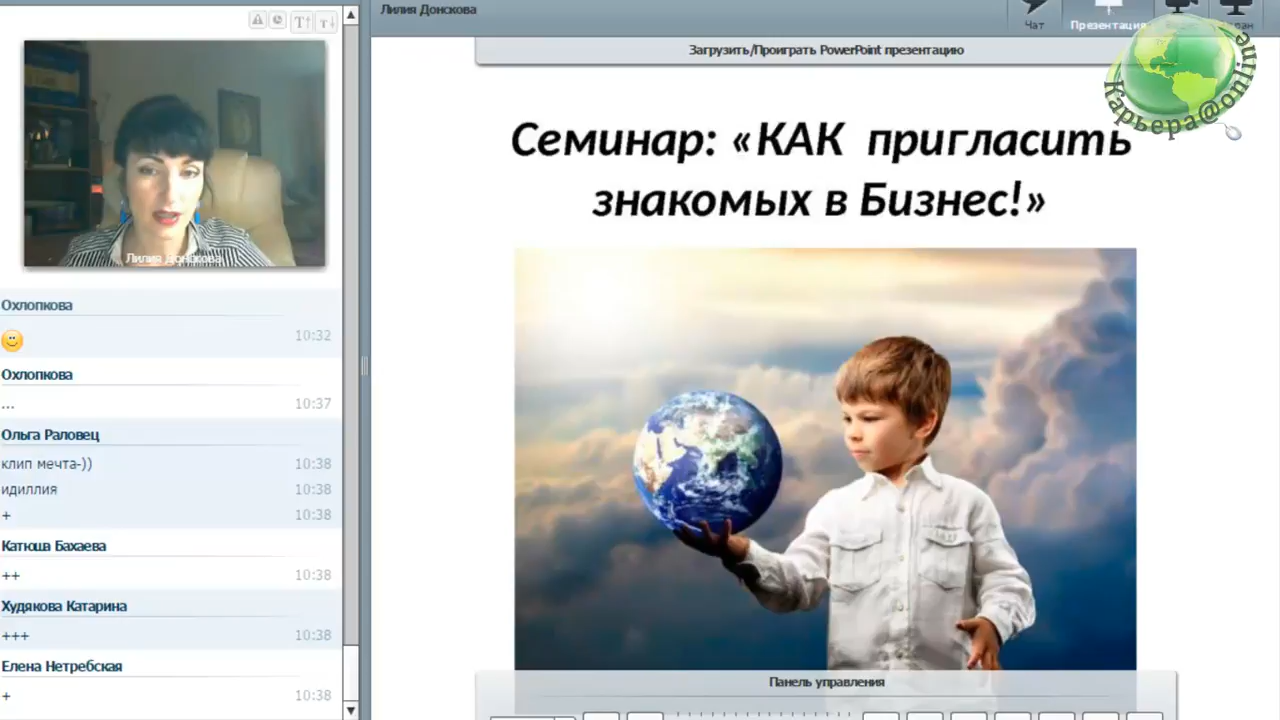 Лилия Донскова
Охлопкова
10:32
Охлопкова
...
10:37
Ольга Раловец
клип мечта-))
10:38
идиллия
10:38
+
10:38
Катюша Бахаева
++
10:38
Худякова Катарина
+++
10:38
Елена Нетребская
+
10:38
Лилия Донскова
Чат
Презентация
Загрузить/Проиграть PowerPoint презентацию
Карьера@online
Семинар: «КАК пригласить
знакомых в Бизнес!»
Панель управления